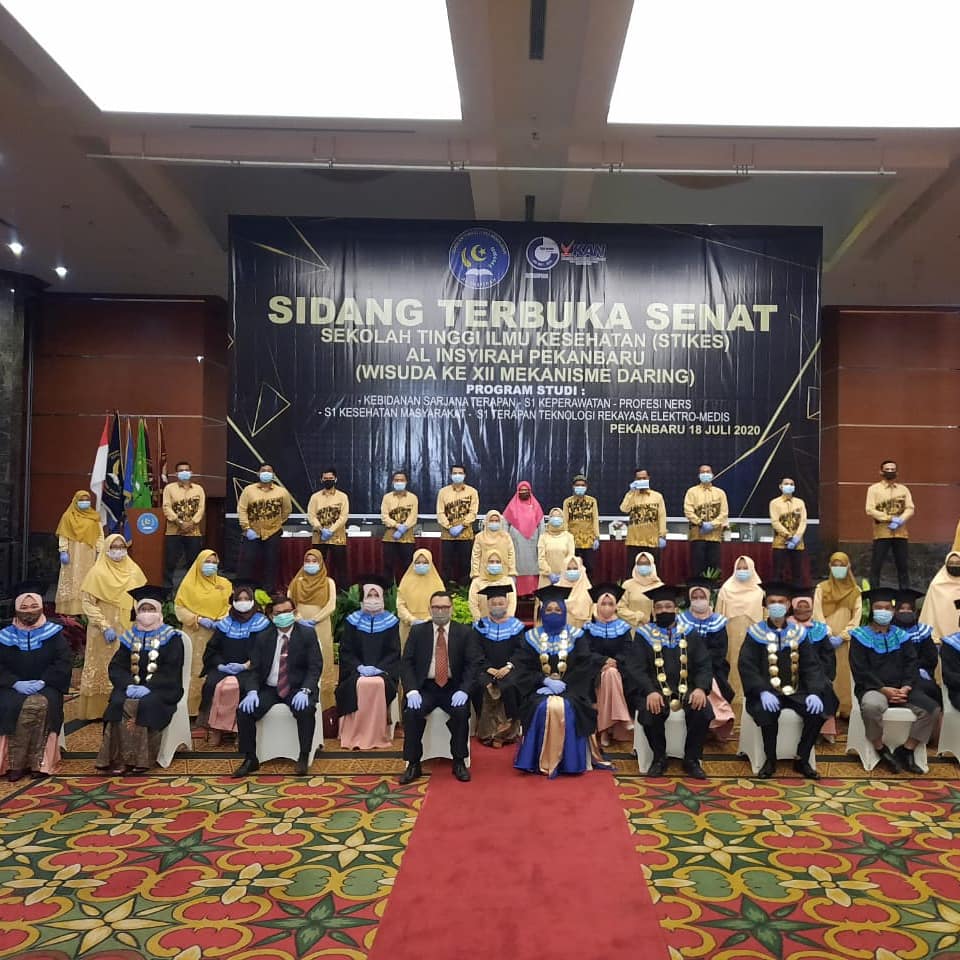 KAN
SIDANG TERBUKA SENAT
SEKOLAH TINGGI ILMU KESEHATAN (STIKES)
AL INSYIRAH PEKANBARU
(WISUDA KE XII MEKANISME DARING)
PROGRAM STUDI :
- KEBIDANAN SARJANA TERAPAN - S1 KEPERAWATAN - PROFESI NERS
- S1 KESEHATAN MASYARAKAT - S1 TERAPAN TEKNOLOGI REKAYASA ELEKTRO-MEDIS
PEKANBARU 18 JULI 2020